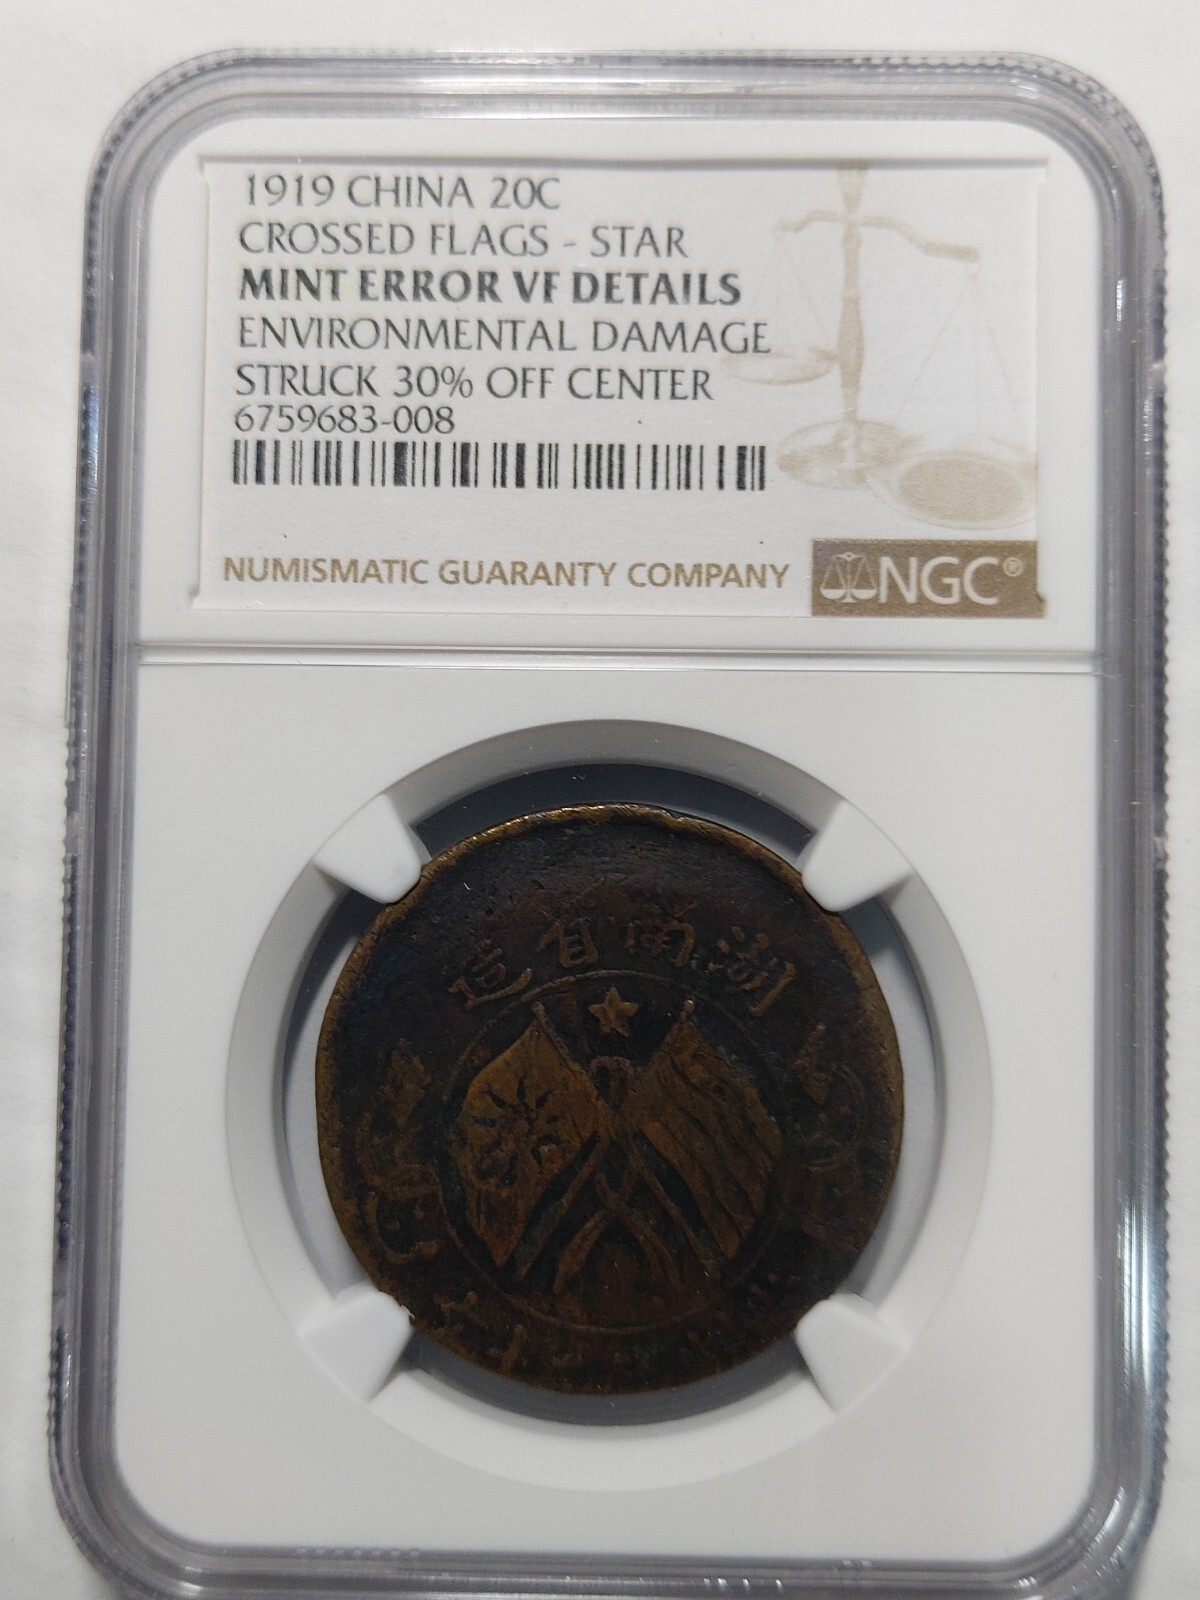 1919 CHINA 20C
CROSSED FLAGS - STAR
MINT ERROR VF DETAILS
ENVIRONMENTAL DAMAGE
STRUCK 30% OFF CENTER
6759683-008
NUMISMATIC GUARANTY COMPANY
NGC®
湖南省造